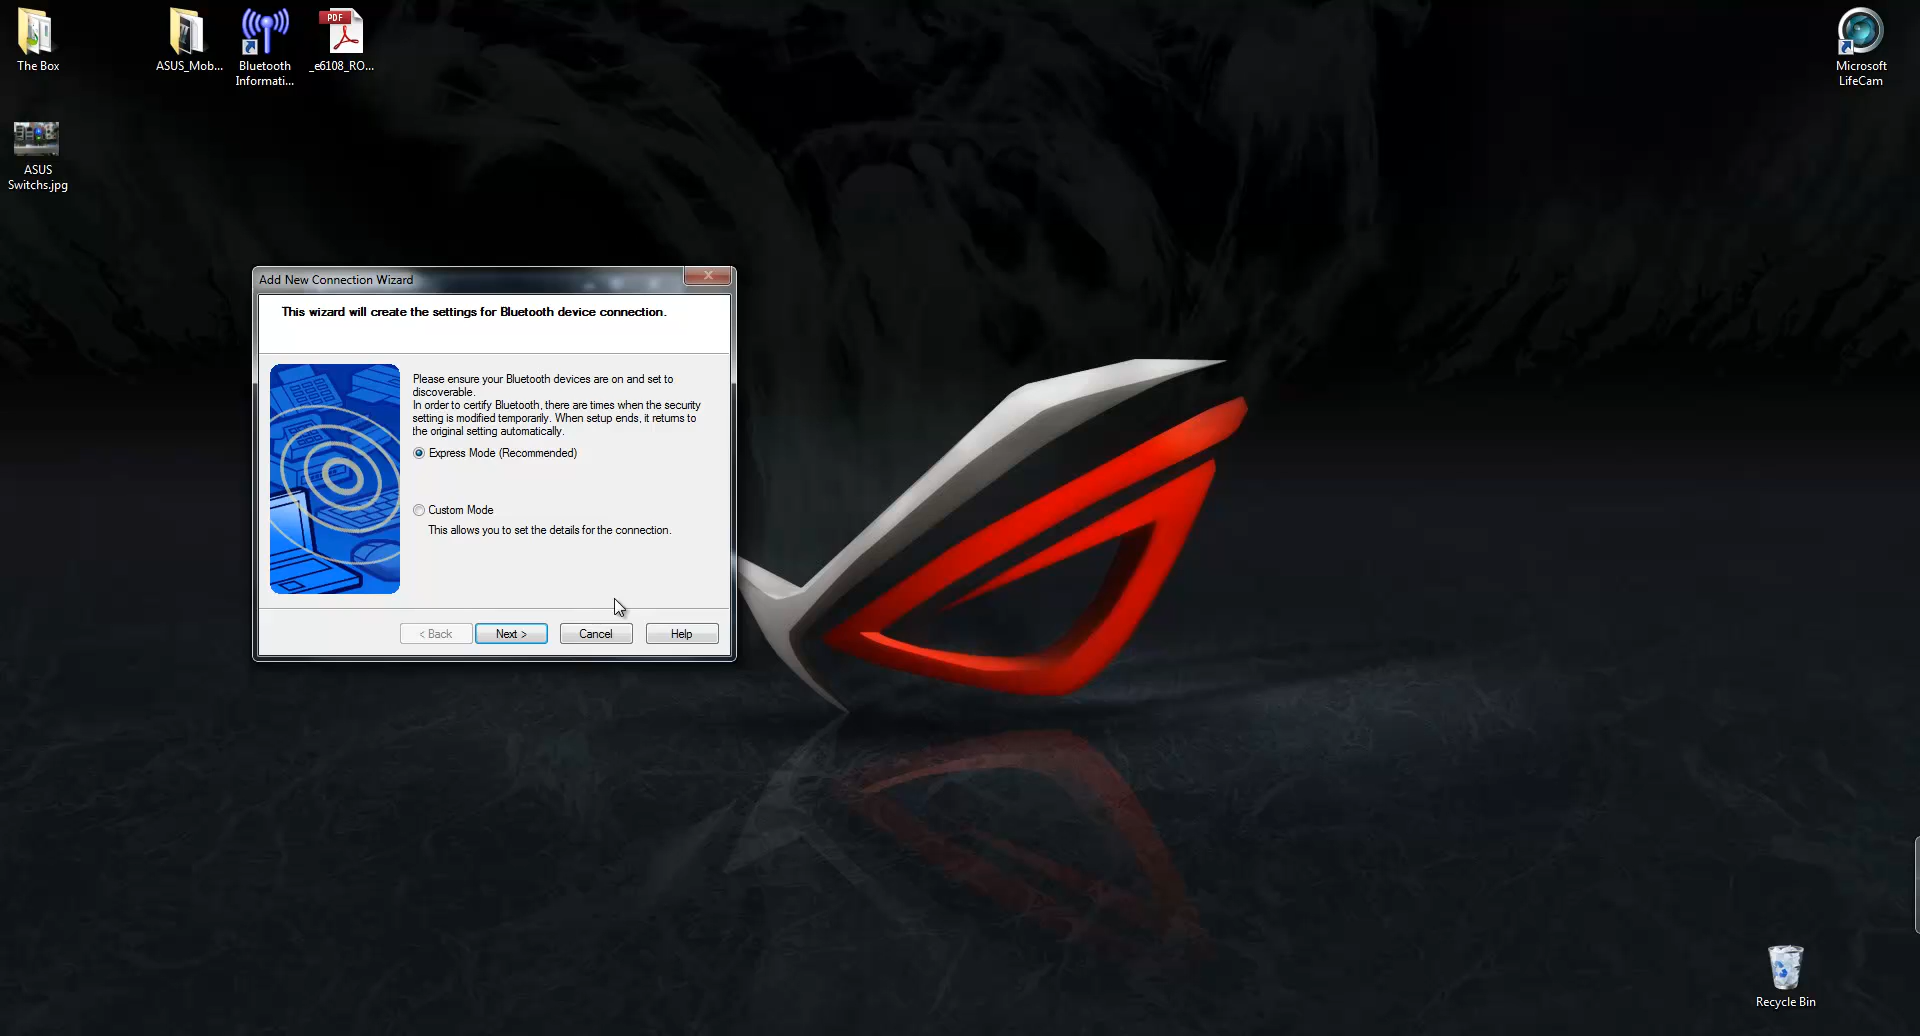 The Box
ASUS_Mob...
Bluetooth
Informati...
PDF
_e6108_RO...
Microsoft
LifeCam
ASUS
Switchs.jpg
Add New Connection Wizard
This wizard will create the settings for Bluetooth device connection.
Please ensure your Bluetooth devices are on and set to
discoverable.
In order to certify Bluetooth, there are times when the security
setting is modified temporarily. When setup ends, it returns to
the original setting automatically.
Express Mode (Recommended)
Custom Mode
This allows you to set the details for the connection.
< Back
Next >
Cancel
Help
Recycle Bin